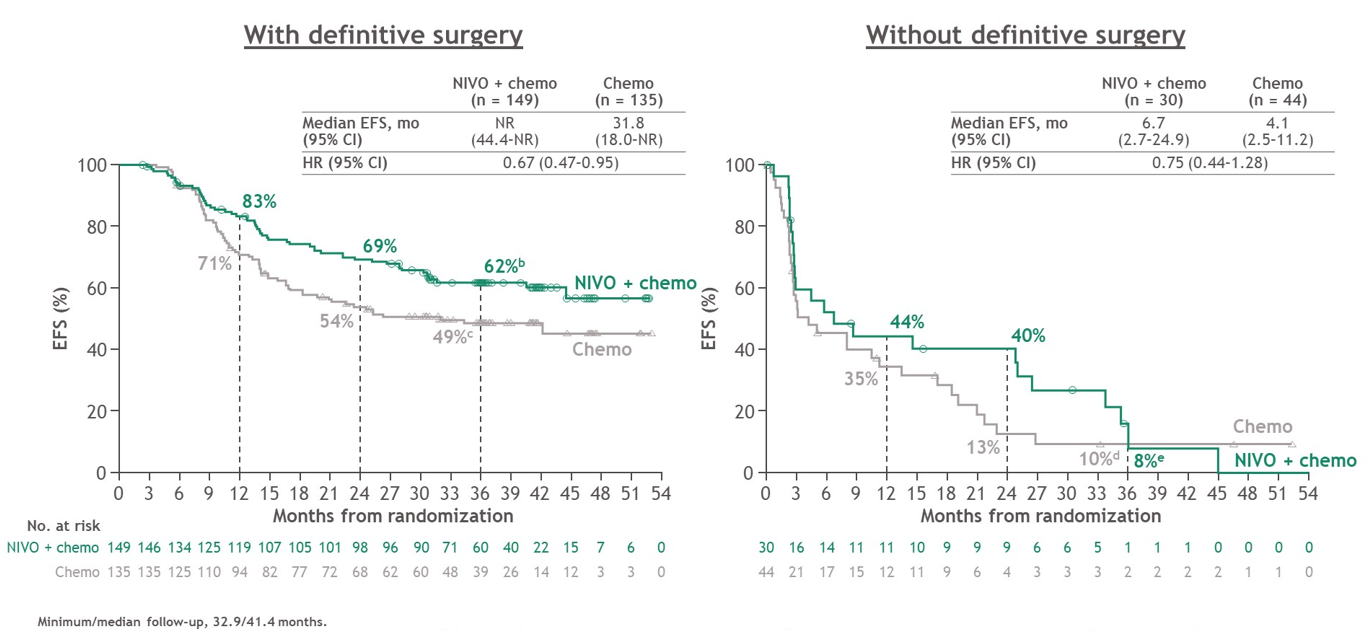 With definitive surgery
NIVO + chemo Chemo
(n = 149) (n = 135)
Median EFS, mo NR 31.8
(95% CI) (44.4-NR) (18.0-NR)
HR (95% CI) 0.67 (0.47-0.95)
EFS (%)
100
80
60
40
20
0
83%
69%
62%b
NIVO + chemo
71%
54%
49%c
Chemo
0 3 6 9 12 15 18 21 24 27 30 33 36 39 42 45 48 51 54
Months from randomization
No. at risk
NIVO + chemo 149 146 134 125 119 107 105 101 98 96 90 71 60 40 22 15 7 6 0
Chemo 135 135 125 110 94 82 77 72 68 62 60 48 39 26 14 12 3 3 0
Without definitive surgery
NIVO + chemo Chemo
(n = 30) (n = 44)
Median EFS, mo 6.7 4.1
(95% CI) (2.7-24.9) (2.5-11.2)
HR (95% CI) 0.75 (0.44-1.28)
EFS (%)
100
80
60
40
20
0
44%
40%
35%
13%
10%d
8%e
Chemo
NIVO + chemo
0 3 6 9 12 15 18 21 24 27 30 33 36 39 42 45 48 51 54
Months from randomization
30 16 14 11 11 10 9 9 9 6 6 5 1 1 1 0 0 0 0
44 21 17 15 12 11 9 6 4 3 3 3 2 2 2 2 1 1 0
Minimum/median follow-up, 32.9/41.4 months.